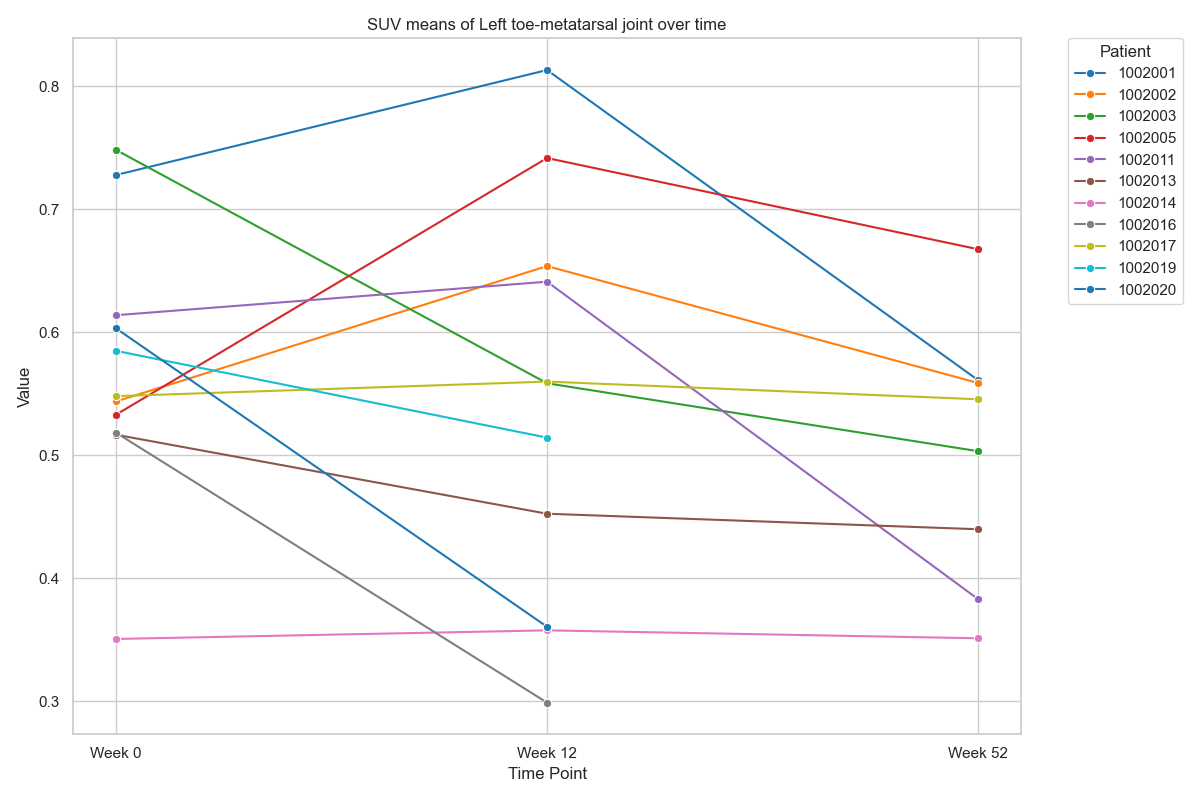 SUV means of Left toe-metatarsal joint over time
Patient
1002001
1002002
1002003
1002005
1002011
1002013
1002014
1002016
1002017
1002019
1002020
Value
0.8
0.7
0.6
0.5
0.4
0.3
Week 0
Week 12
Week 52
Time Point